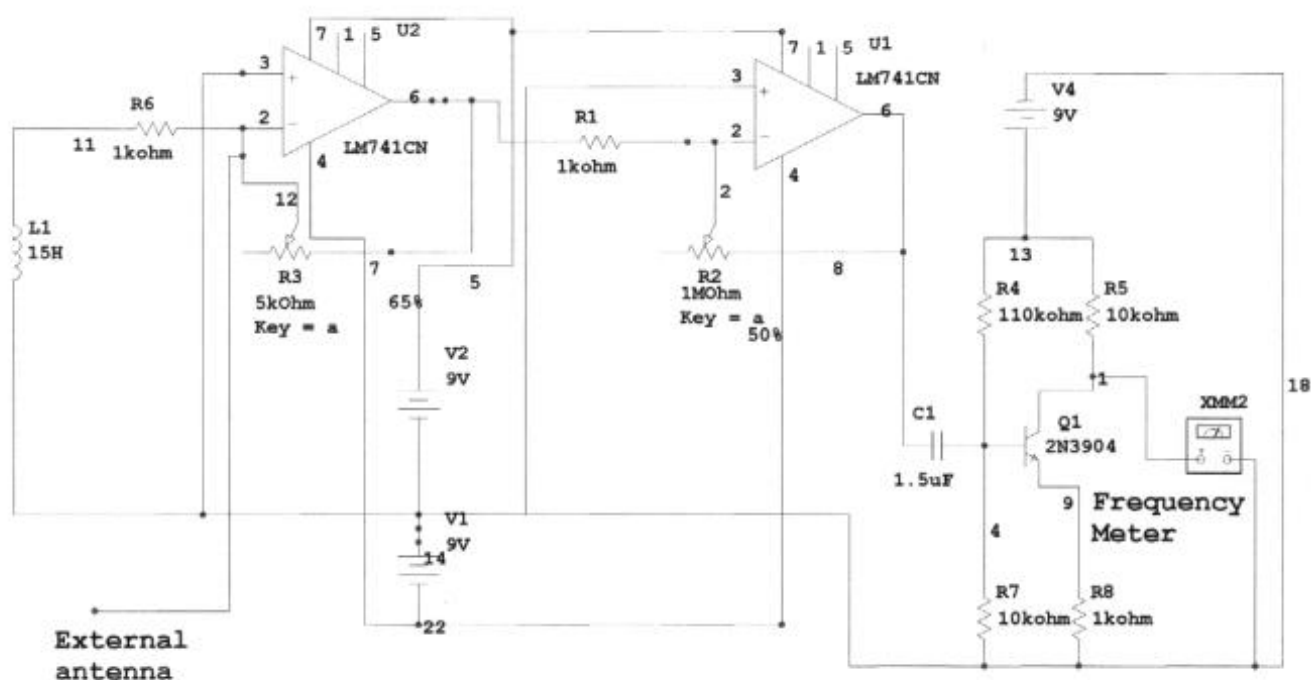 7 1 5 U2
3
+
6
R6
2
−
11
1kohm
4
LM741CN
12
L1
15H
R3
7
5
5kOhm
65%
Key = a
V2
9V
V1
9V
14
22
External
antenna
7 1 5 U1
LM741CN
3
+
6
R1
2
−
1kohm
4
2
R2
8
1MOhm
Key = a
50%
C1
1.5uF
V4
9V
13
R4
110kohm
R5
10kohm
1
18
XMM2
+ −
Q1
2N3904
9
Frequency
Meter
4
R7
10kohm
R8
1kohm